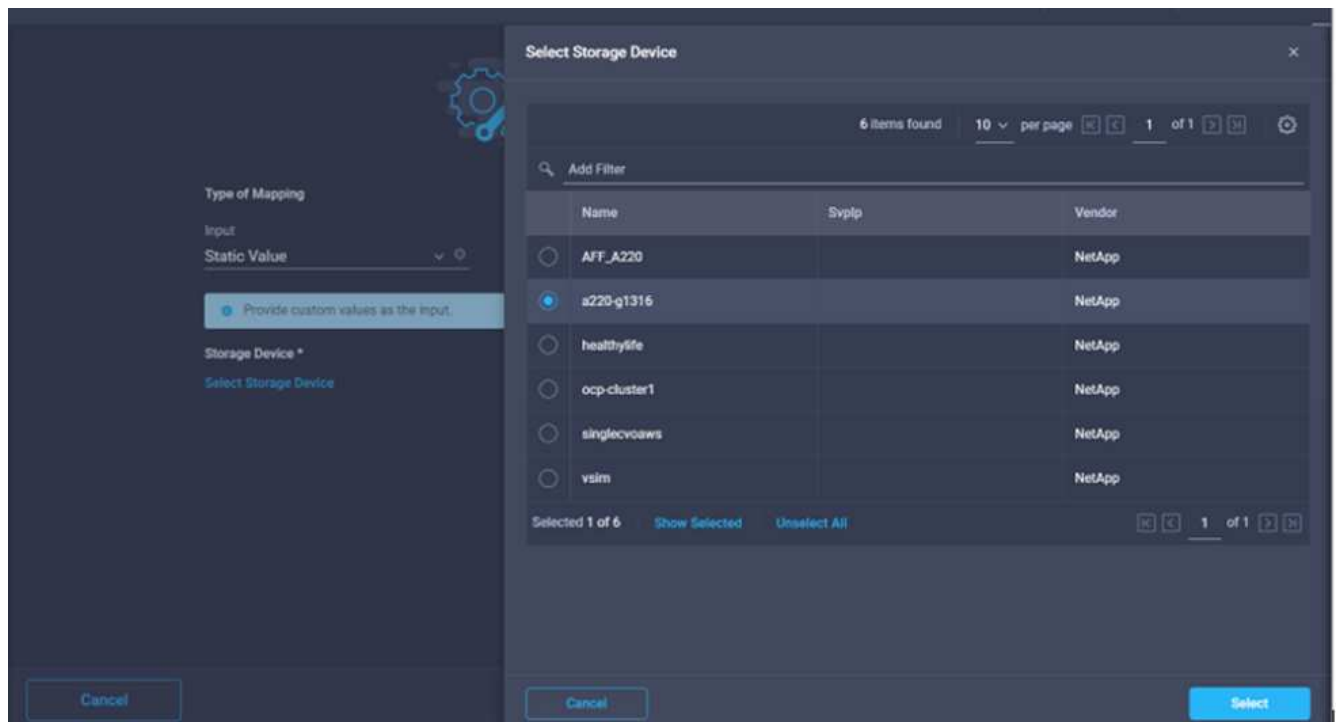 Select Storage Device
6 items found 10 per page 1 of 1
Add Filter
Name Svplp Vendor
AFF_A220 NetApp
a220-g1316 NetApp
healthylife NetApp
ocp-cluster1 NetApp
singlecvoaws NetApp
vsim NetApp
Selected 1 of 6 Show Selected Unselect All 1 of 1
Cancel Select
Type of Mapping
Input
Static Value
Provide custom values as the input.
Storage Device *
Select Storage Device
Cancel